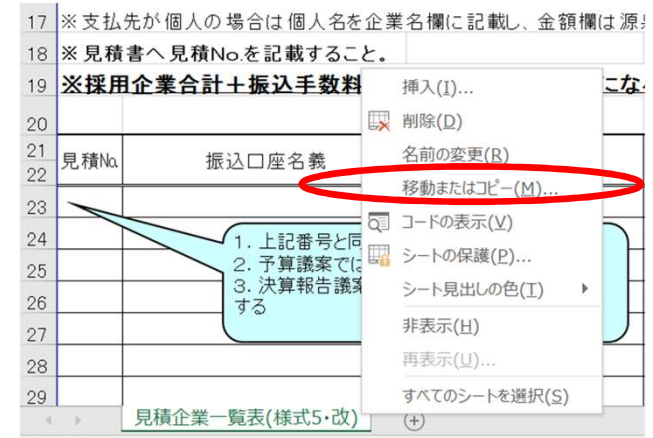 17 ※支払先が個人の場合は個人名を企業名欄に記載し、金額欄は源
18 ※見積書へ見積No.を記載すること。
19 ※採用企業合計＋振込手数料 にな
20
21
22
見積No. 振込口座名義
23
24
25
26
27
28
29
1. 上記番号と同
2. 予算議案では
3. 決算報告議案
する
挿入(I)...
削除(D)
名前の変更(R)
移動またはコピー(M)...
コードの表示(V)
シートの保護(P)...
シート見出しの色(T)
非表示(H)
再表示(U)...
すべてのシートを選択(S)
見積企業一覧表(様式5・改)